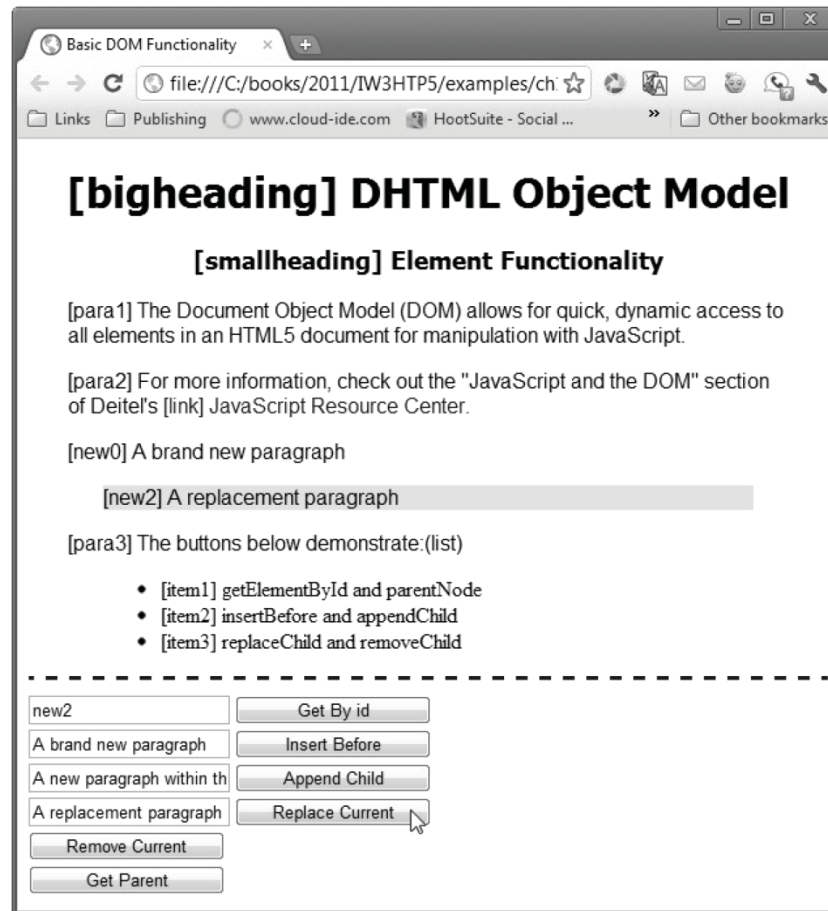 Basic DOM Functionality
file:///C:/books/2011/IW3HTP5/examples/ch
Links Publishing www.cloud-ide.com HootSuite - Social ... » Other bookmarks
[bigheading] DHTML Object Model
[smallheading] Element Functionality
[para1] The Document Object Model (DOM) allows for quick, dynamic access to
all elements in an HTML5 document for manipulation with JavaScript.
[para2] For more information, check out the "JavaScript and the DOM" section
of Deitel's [link] JavaScript Resource Center.
[new0] A brand new paragraph
[new2] A replacement paragraph
[para3] The buttons below demonstrate:(list)
• [item1] getElementById and parentNode
• [item2] insertBefore and appendChild
• [item3] replaceChild and removeChild
new2 Get By id
A brand new paragraph Insert Before
A new paragraph within th Append Child
A replacement paragraph Replace Current
Remove Current
Get Parent